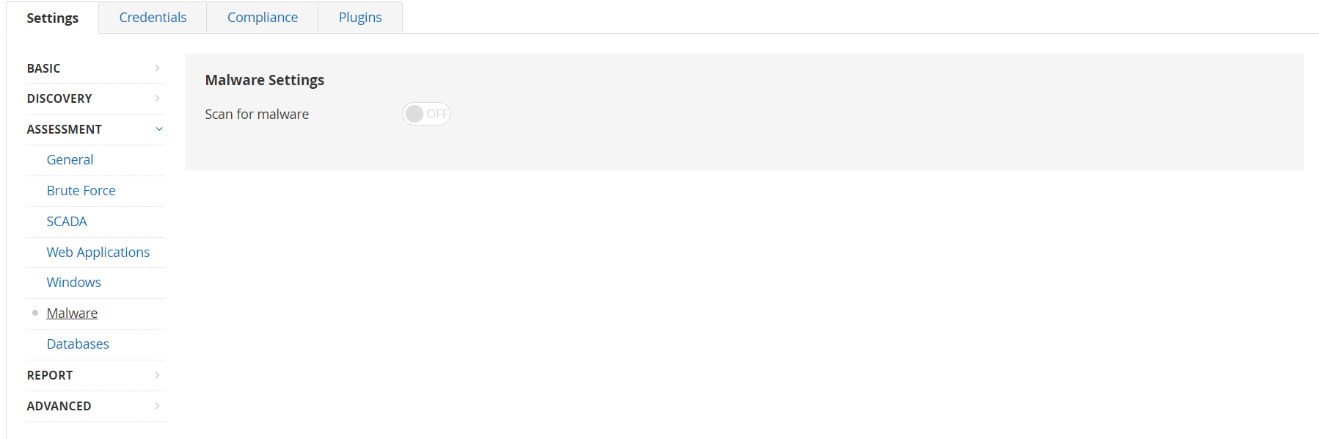 Settings Credentials Compliance Plugins
BASIC
DISCOVERY
ASSESSMENT
General
Brute Force
SCADA
Web Applications
Windows
Malware
Databases
REPORT
ADVANCED
Malware Settings
Scan for malware OFF